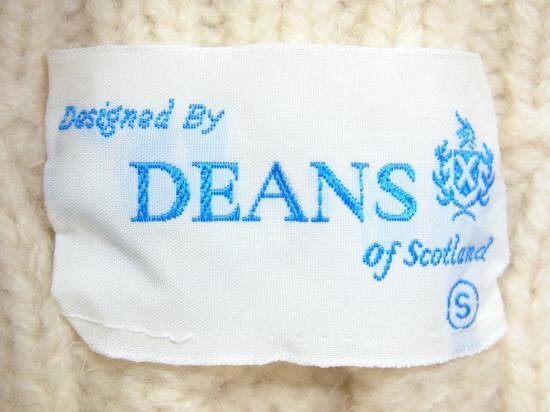 Designed By
DEANS
of Scotland
S